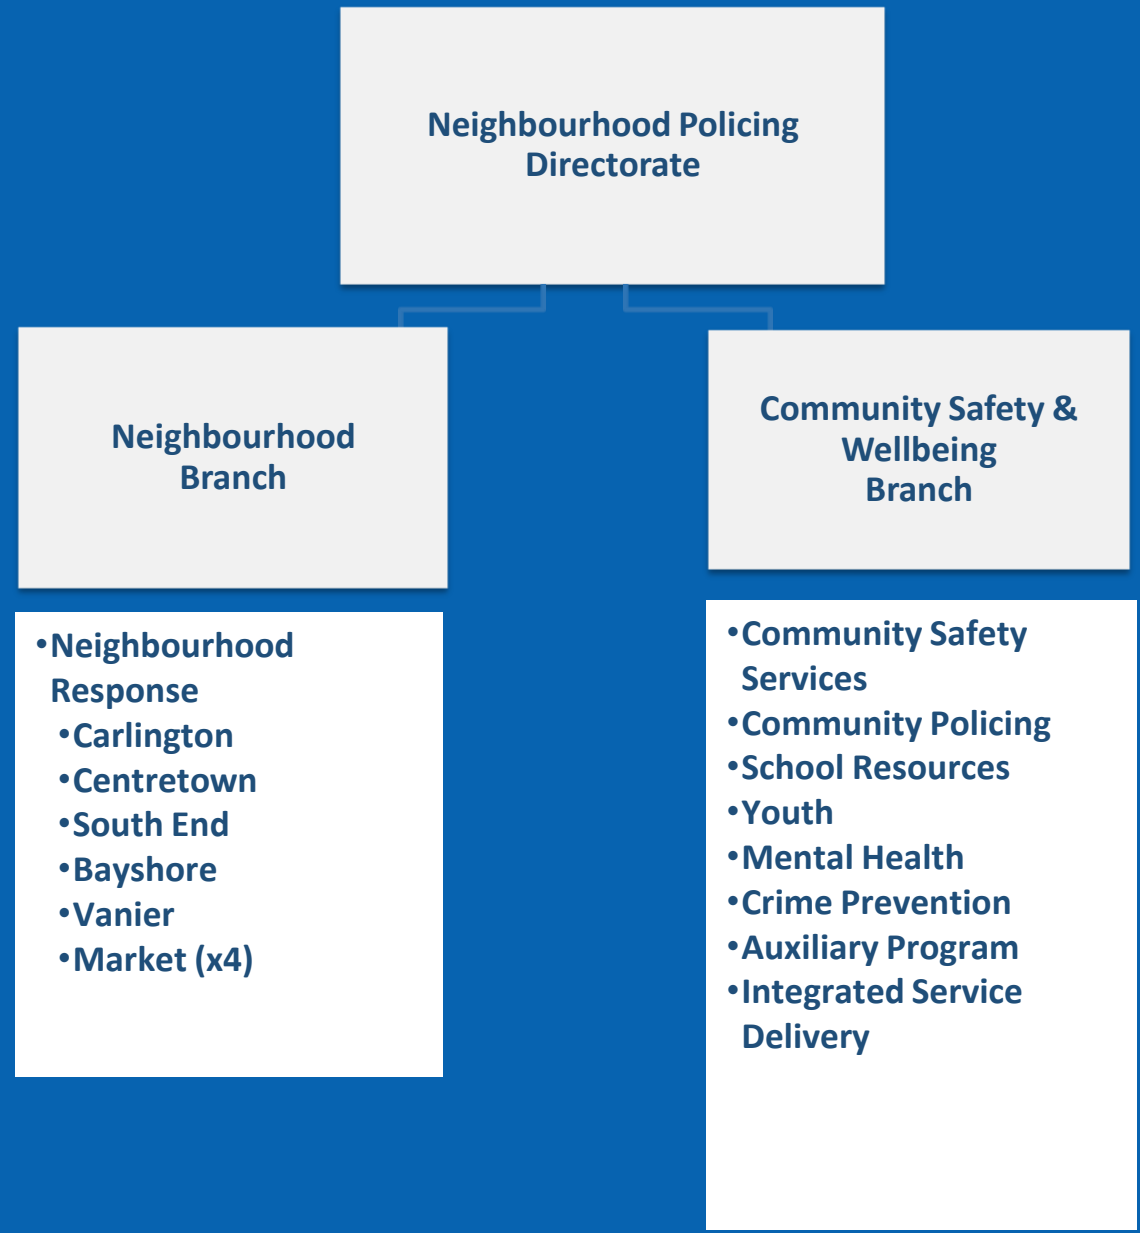 Neighbourhood Policing
Directorate
Neighbourhood
Branch
•Neighbourhood
Response
•Carlington
•Centretown
•South End
•Bayshore
•Vanier
•Market (x4)
Community Safety &
Wellbeing
Branch
•Community Safety
Services
•Community Policing
•School Resources
•Youth
•Mental Health
•Crime Prevention
•Auxiliary Program
•Integrated Service
Delivery